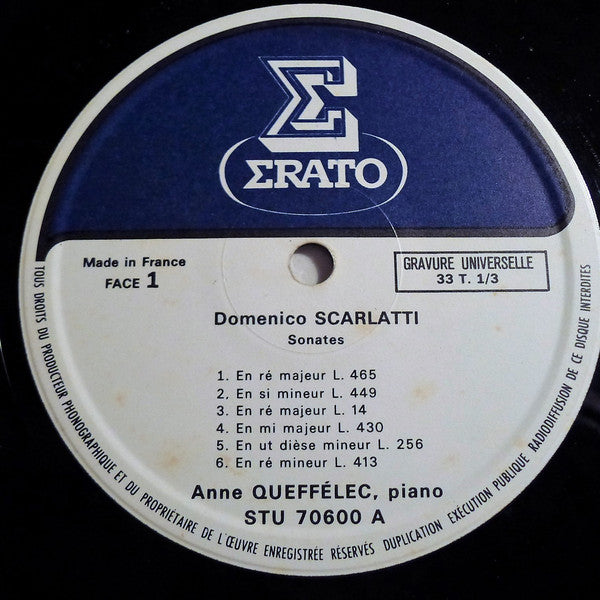 ΣRATO
Made in France
FACE 1
GRAVURE UNIVERSELLE
33 T. 1/3
Domenico SCARLATTI
Sonates
1. En ré majeur L. 465
2. En si mineur L. 449
3. En ré majeur L. 14
4. En mi majeur L. 430
5. En ut dièse mineur L. 256
6. En ré mineur L. 413
Anne QUEFFÉLEC, piano
STU 70600 A
TOUS DROITS DU PRODUCTEUR PHONOGRAPHIQUE ET DU PROPRIÉTAIRE DE L'ŒUVRE ENREGISTRÉE RÉSERVÉS DUPLICATION EXÉCUTION PUBLIQUE RADIODIFFUSION DE CE DISQUE INTERDITES